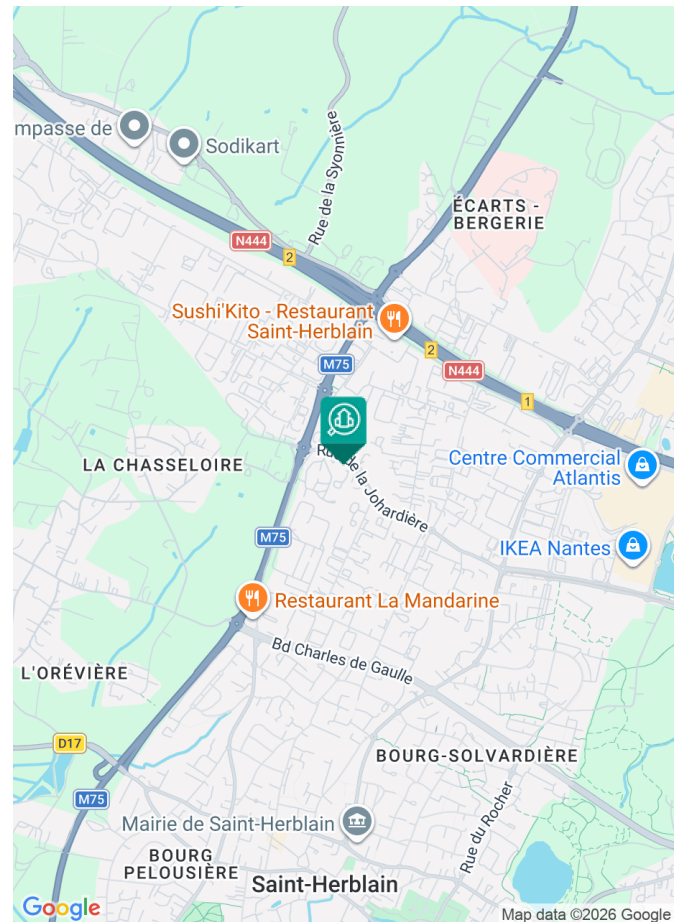 mpasse de
Sodikart
Rue de la Syonnière
ÉCARTS -
BERGERIE
N444
2
Sushi'Kito - Restaurant
Saint-Herblain
2
M75
N444
1
LA CHASSELOIRE
Rue de la Johardière
Centre Commercial
Atlantis
M75
IKEA Nantes
Restaurant La Mandarine
Bd Charles de Gaulle
L'ORÉVIÈRE
D17
BOURG-SOLVARDIÈRE
M75
Mairie de Saint-Herblain
Rue du Rocher
BOURG
PELOUSIÈRE
Saint-Herblain
Google
Map data ©2026 Google